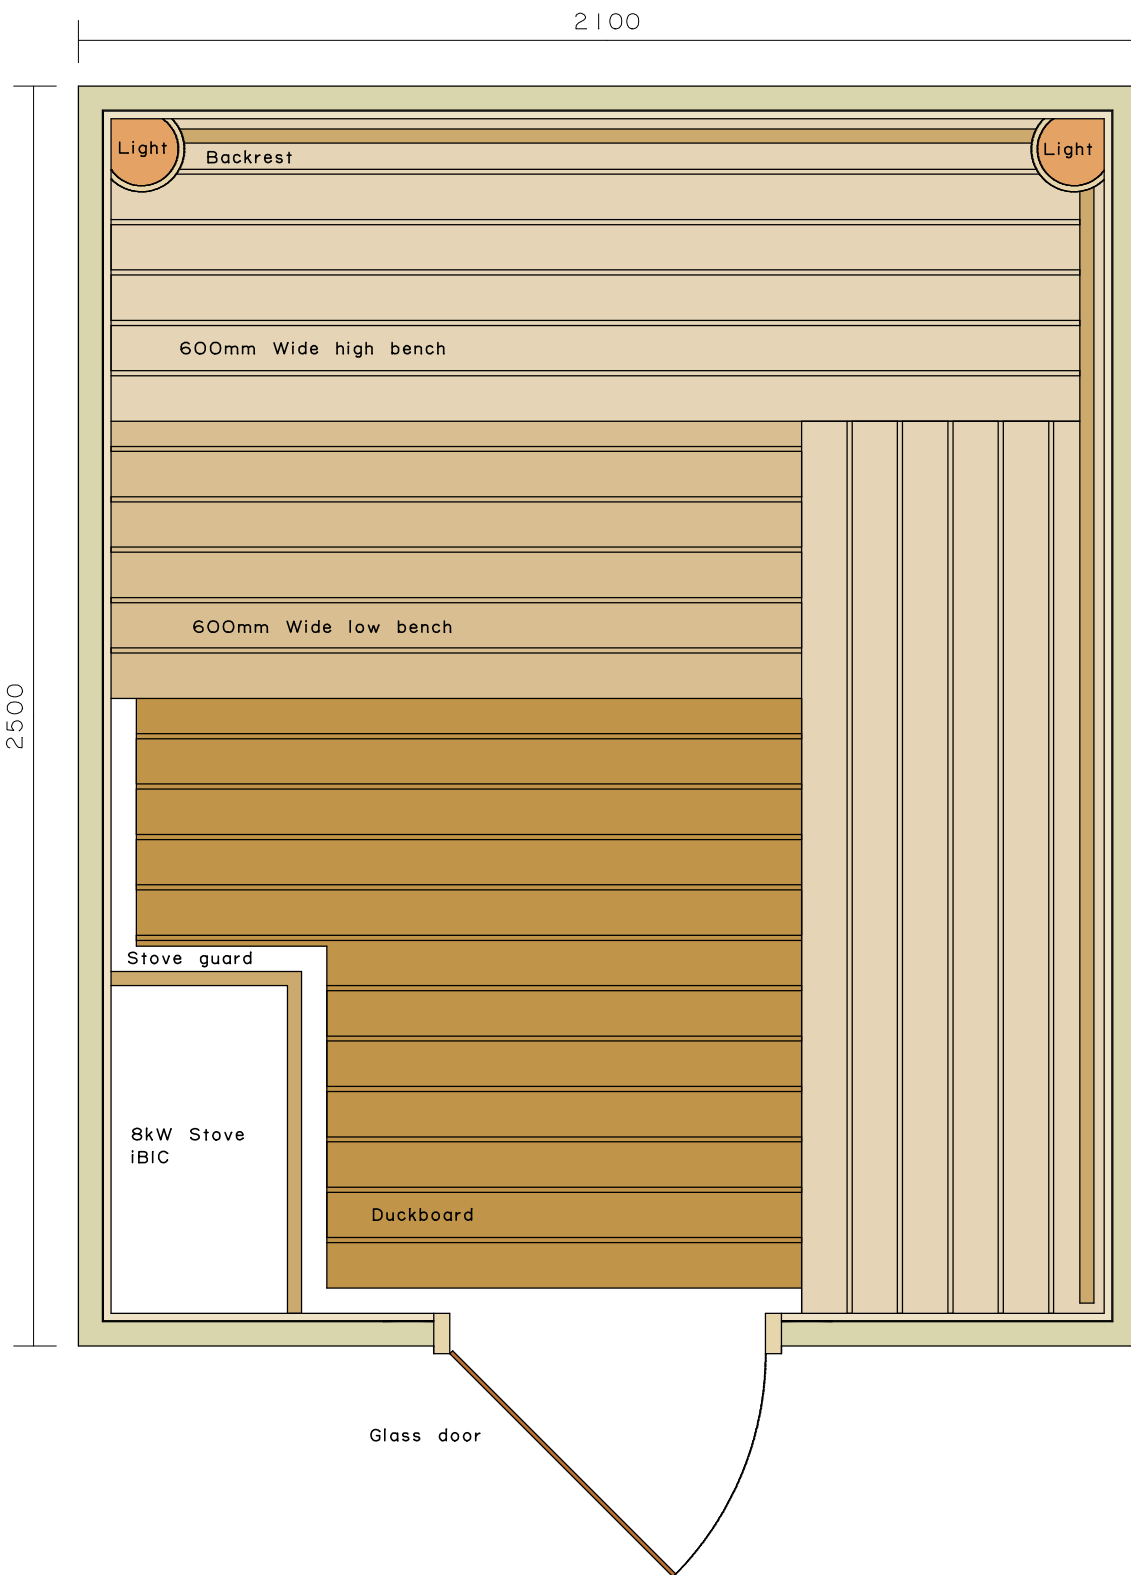 2100
Light
Light
Backrest
600mm Wide high bench
600mm Wide low bench
2500
Stove guard
8kW Stove
iBIC
Duckboard
Glass door